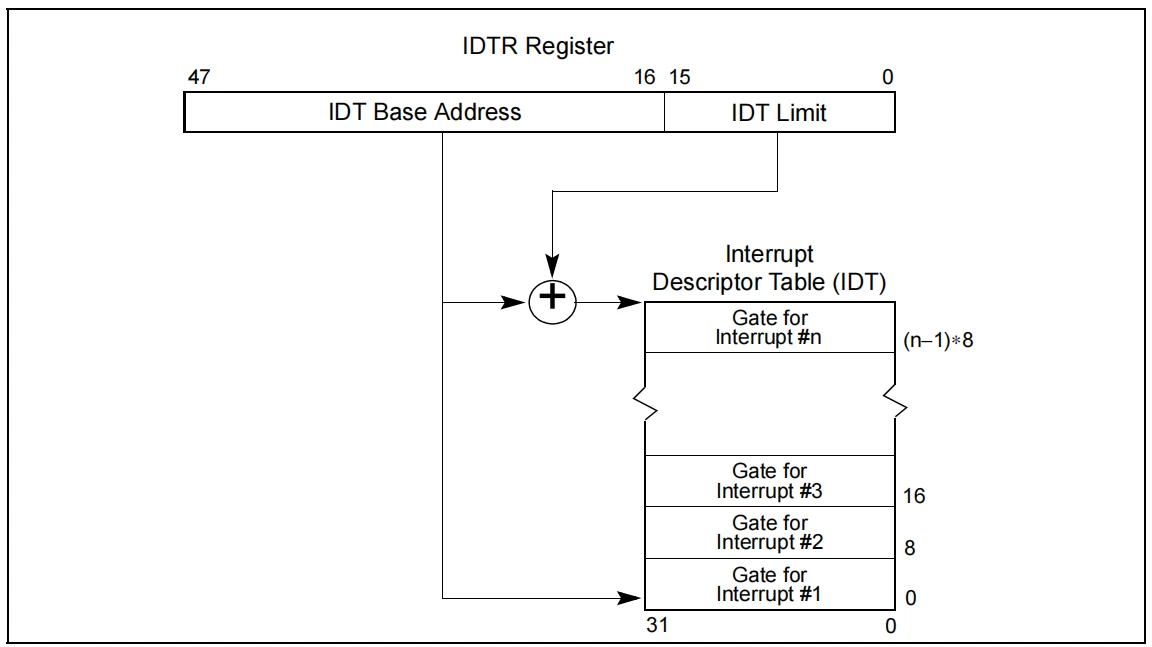 IDTR Register
47 16 15 0
IDT Base Address IDT Limit
+
Interrupt
Descriptor Table (IDT)
Gate for
Interrupt #n
(n–1)∗8
Gate for
Interrupt #3
16
Gate for
Interrupt #2
8
Gate for
Interrupt #1
0
31 0